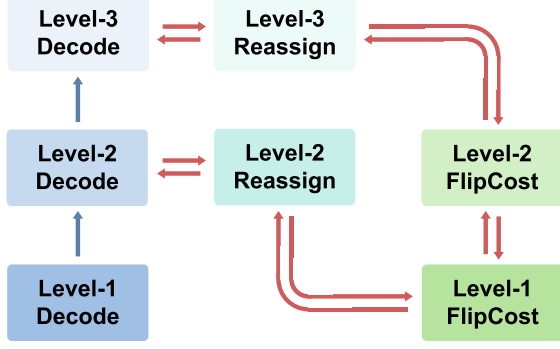 Level-3
Decode
Level-3
Reassign
Level-2
Decode
Level-2
Reassign
Level-2
FlipCost
Level-1
Decode
Level-1
FlipCost